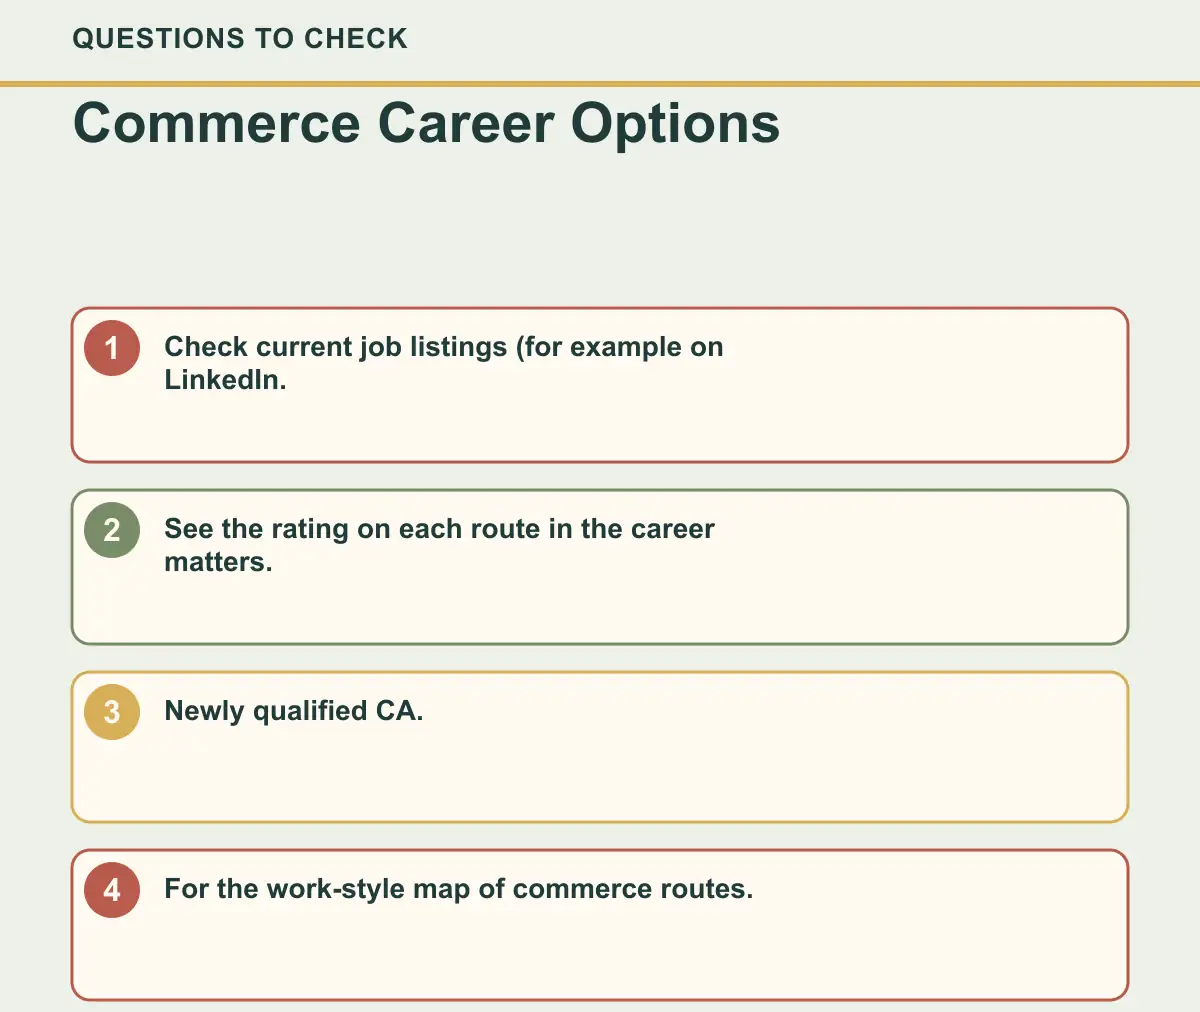 QUESTIONS TO CHECK
Commerce Career Options
1
Check current job listings (for example on
LinkedIn.
2
See the rating on each route in the career
matters.
3
Newly qualified CA.
4
For the work-style map of commerce routes.